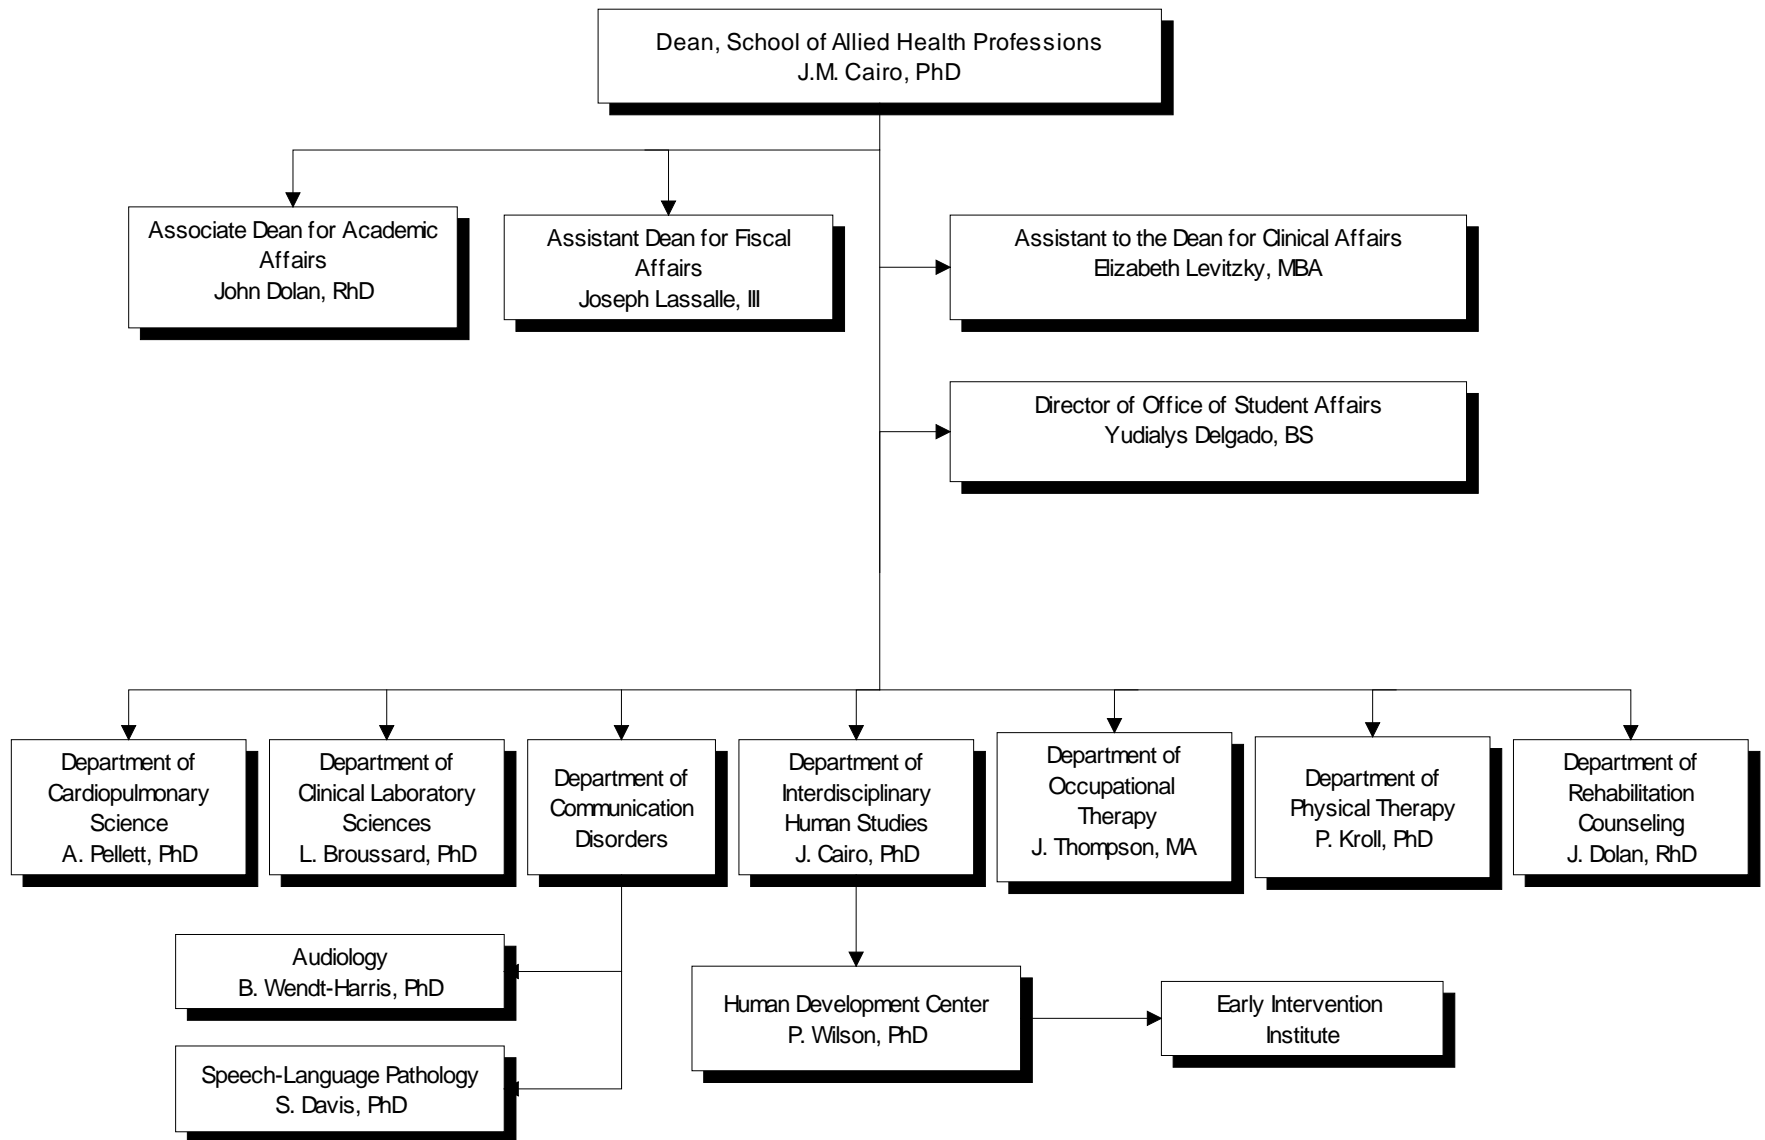 Dean, School of Allied Health Professions
J.M. Cairo, PhD
Associate Dean for Academic
Affairs
John Dolan, RhD
Assistant Dean for Fiscal
Affairs
Joseph Lassalle, III
Assistant to the Dean for Clinical Affairs
Elizabeth Levitzky, MBA
Director of Office of Student Affairs
Yudialys Delgado, BS
Department of
Cardiopulmonary
Science
A. Pellett, PhD
Department of
Clinical Laboratory
Sciences
L. Broussard, PhD
Department of
Communication
Disorders
Department of
Interdisciplinary
Human Studies
J. Cairo, PhD
Department of
Occupational
Therapy
J. Thompson, MA
Department of
Physical Therapy
P. Kroll, PhD
Department of
Rehabilitation
Counseling
J. Dolan, RhD
Audiology
B. Wendt-Harris, PhD
Speech-Language Pathology
S. Davis, PhD
Human Development Center
P. Wilson, PhD
Early Intervention
Institute